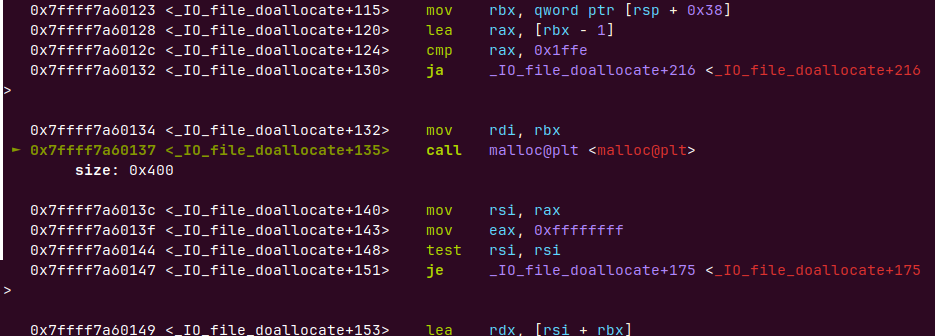 0x7ffff7a60123 <_IO_file_doallocate+115>    mov    rbx, qword ptr [rsp + 0x38]
0x7ffff7a60128 <_IO_file_doallocate+120>    lea    rax, [rbx - 1]
0x7ffff7a6012c <_IO_file_doallocate+124>    cmp    rax, 0x1ffe
0x7ffff7a60132 <_IO_file_doallocate+130>    ja     _IO_file_doallocate+216 <_IO_file_doallocate+216
>
0x7ffff7a60134 <_IO_file_doallocate+132>    mov    rdi, rbx
► 0x7ffff7a60137 <_IO_file_doallocate+135>    call   malloc@plt <malloc@plt>
size: 0x400
0x7ffff7a6013c <_IO_file_doallocate+140>    mov    rsi, rax
0x7ffff7a6013f <_IO_file_doallocate+143>    mov    eax, 0xffffffff
0x7ffff7a60144 <_IO_file_doallocate+148>    test   rsi, rsi
0x7ffff7a60147 <_IO_file_doallocate+151>    je     _IO_file_doallocate+175 <_IO_file_doallocate+175
>
0x7ffff7a60149 <_IO_file_doallocate+153>    lea    rdx, [rsi + rbx]